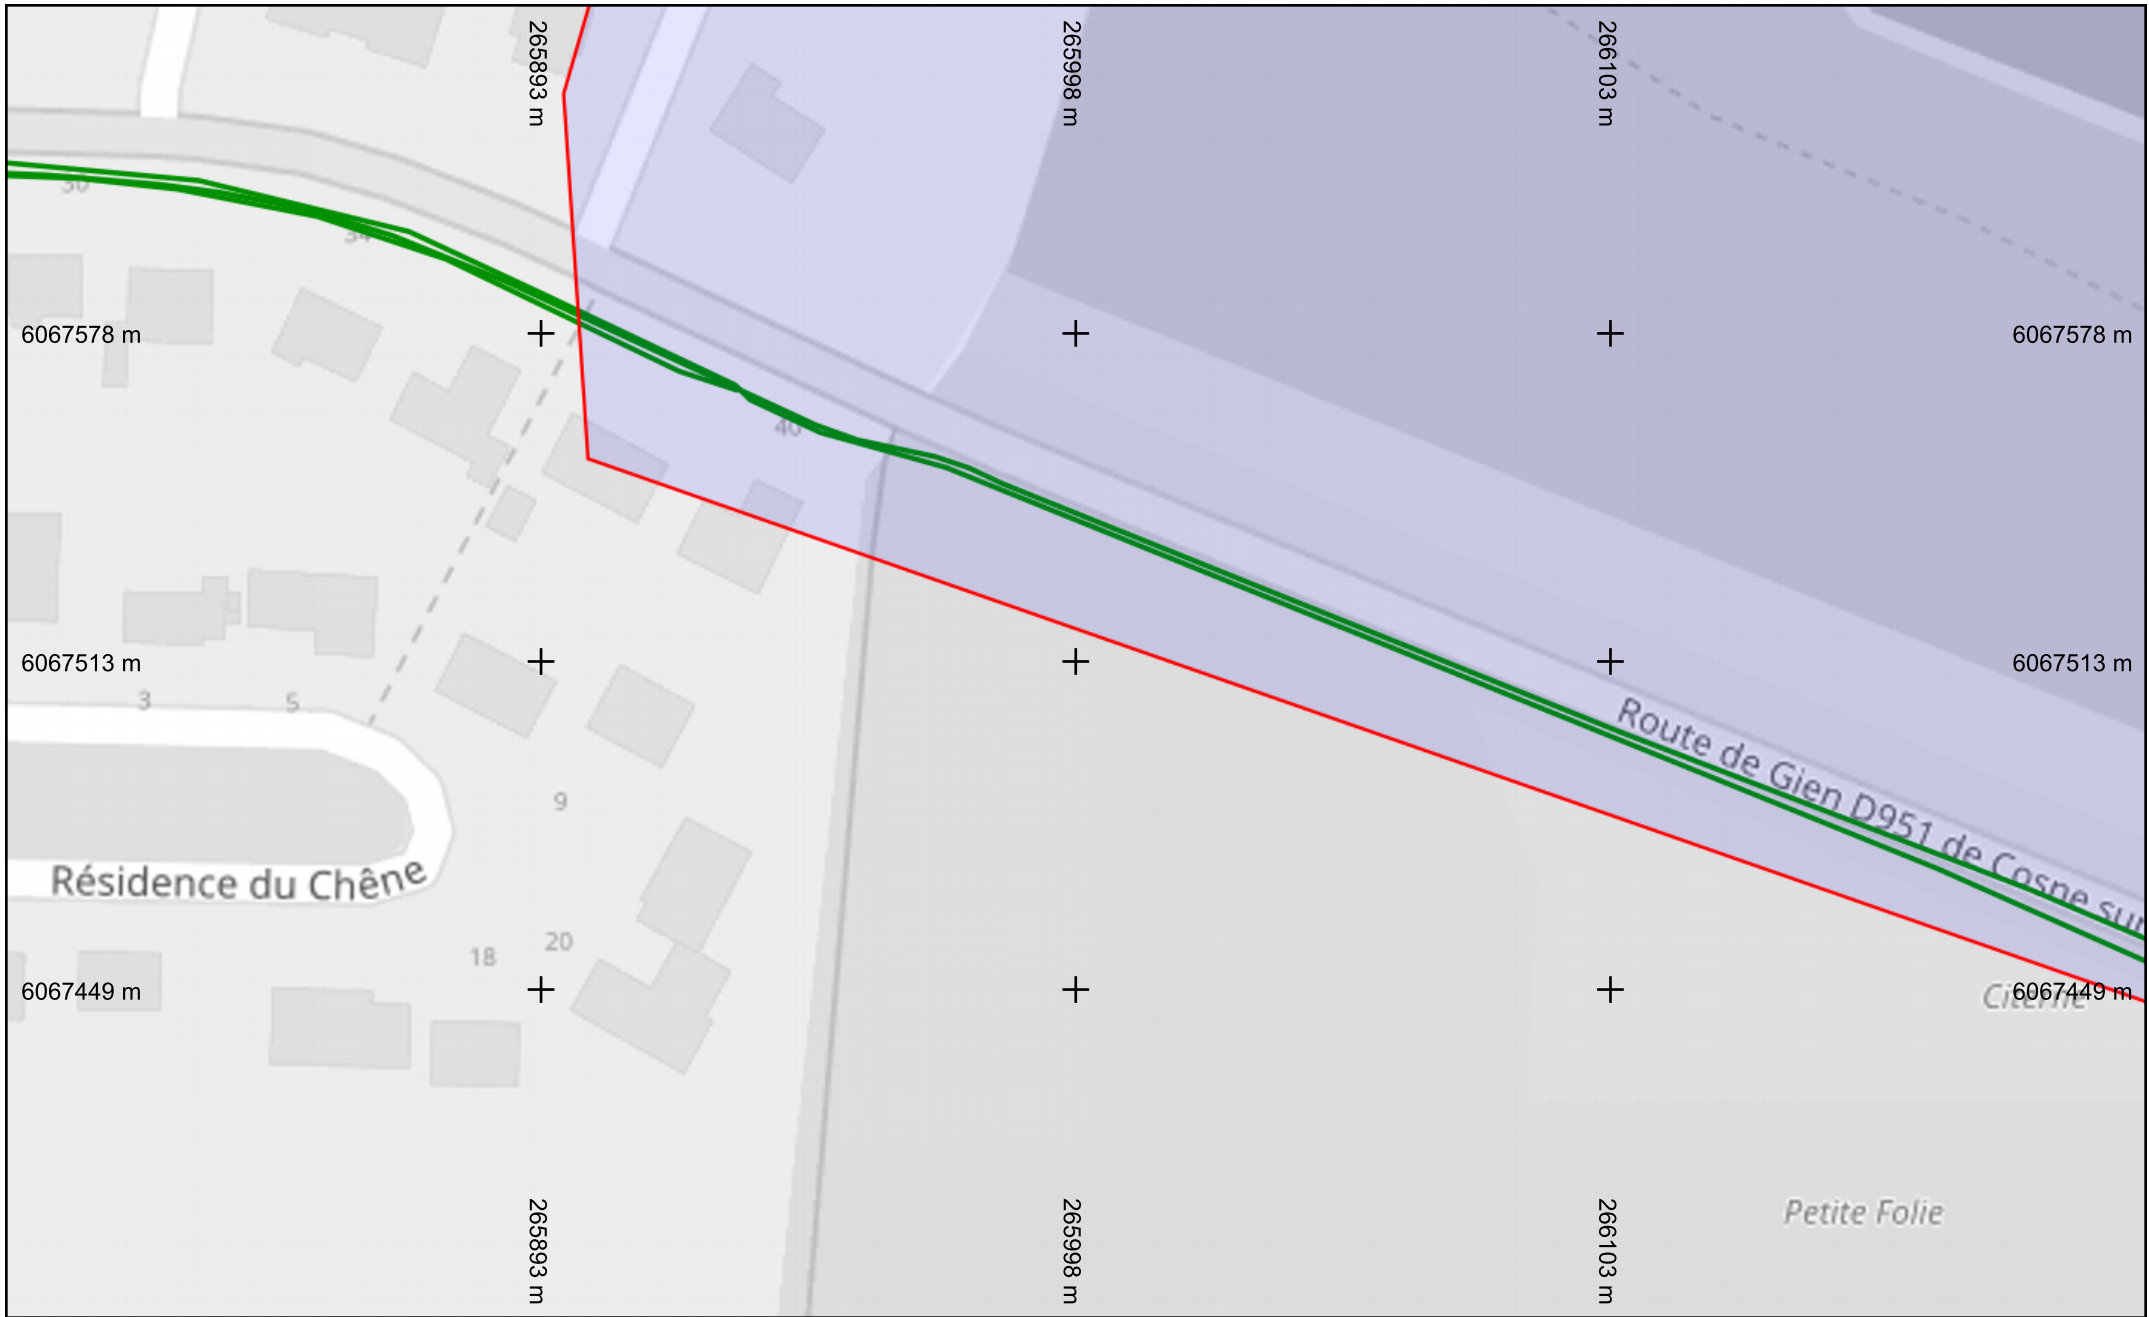 265893 m
265998 m
266103 m
30
34
6067578 m
6067578 m
40
6067513 m
6067513 m
3
5
Route de Gien D951 de Cosne sur
9
Résidence du Chêne
20
18
6067449 m
6067449 m
Citerne
Petite Folie
265893 m
265998 m
266103 m